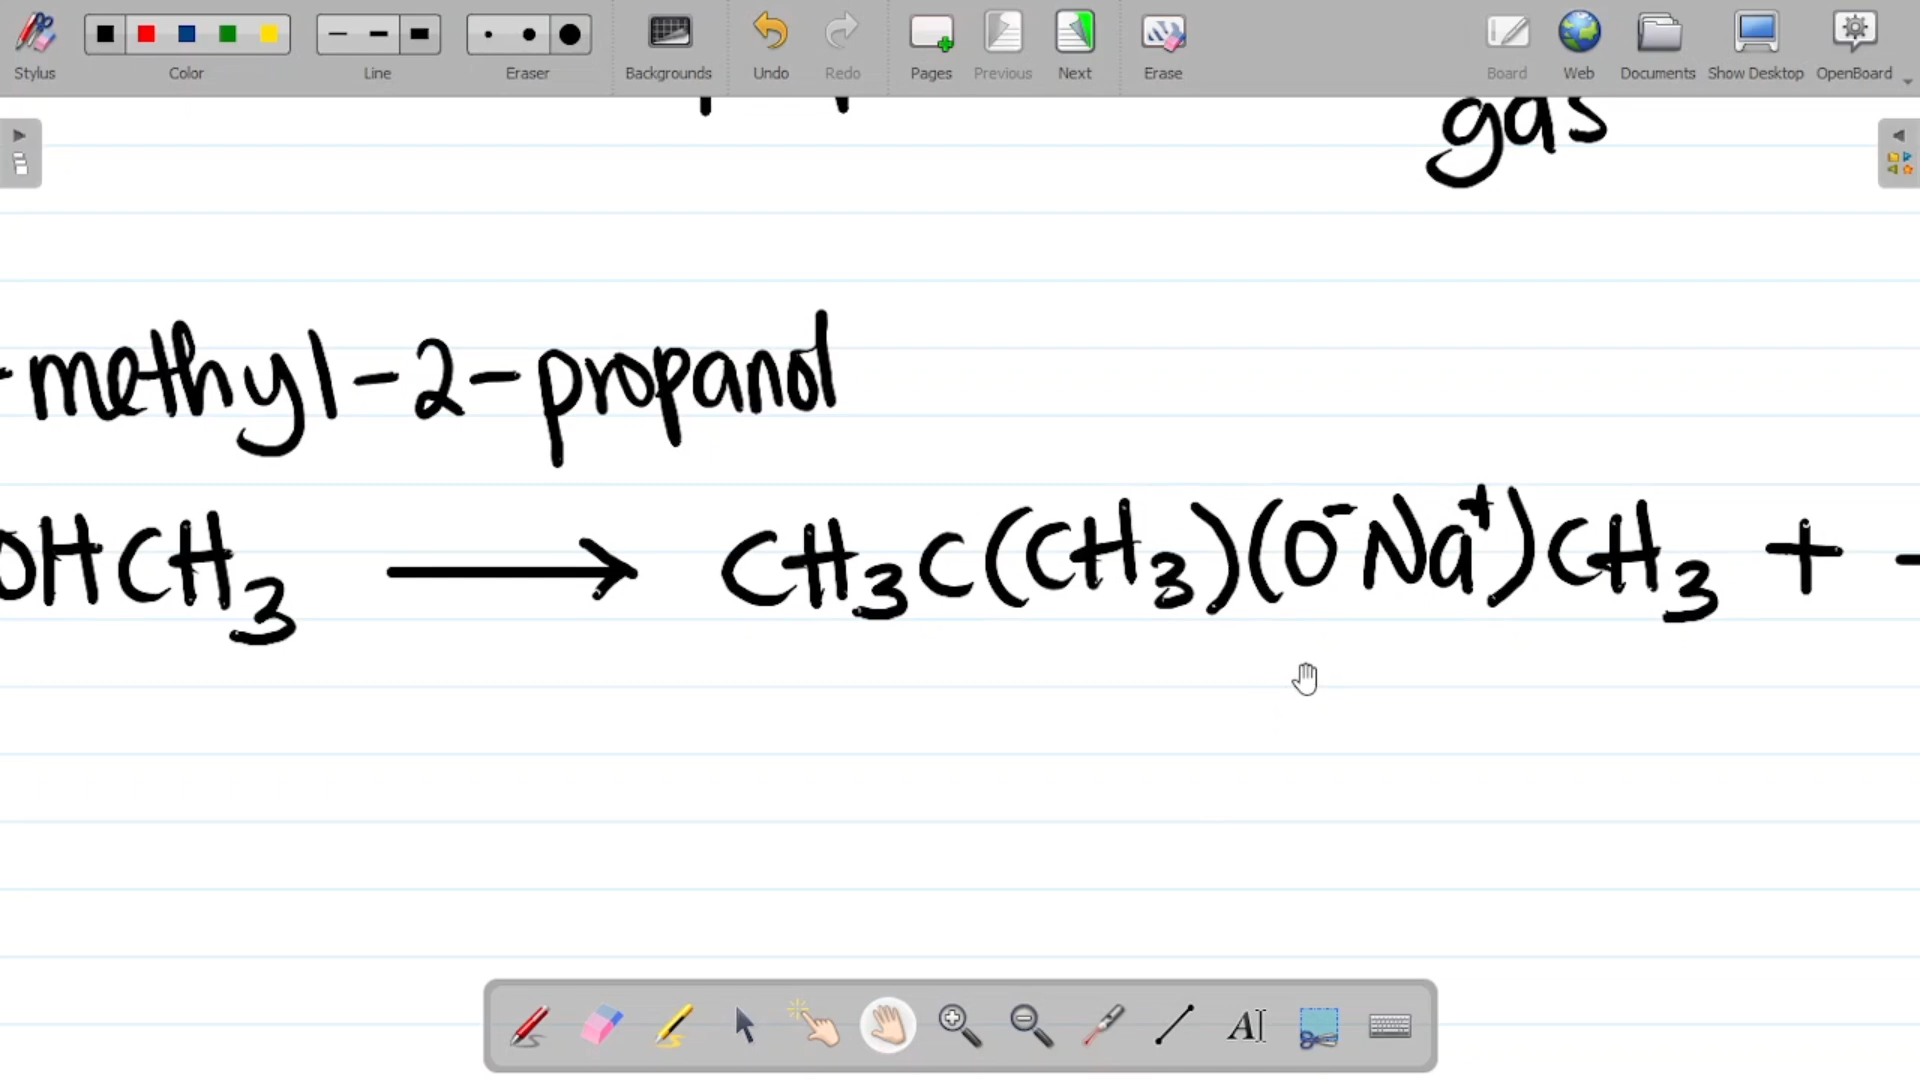 Stylus Color Line Eraser Backgrounds Undo Redo Pages Previous Next Erase Board Web Documents Show Desktop OpenBoard
gas
-methyl-2-propanol
OHCH₃ ⟶ CH₃C(CH₃)(O⁻Na⁺)CH₃ +